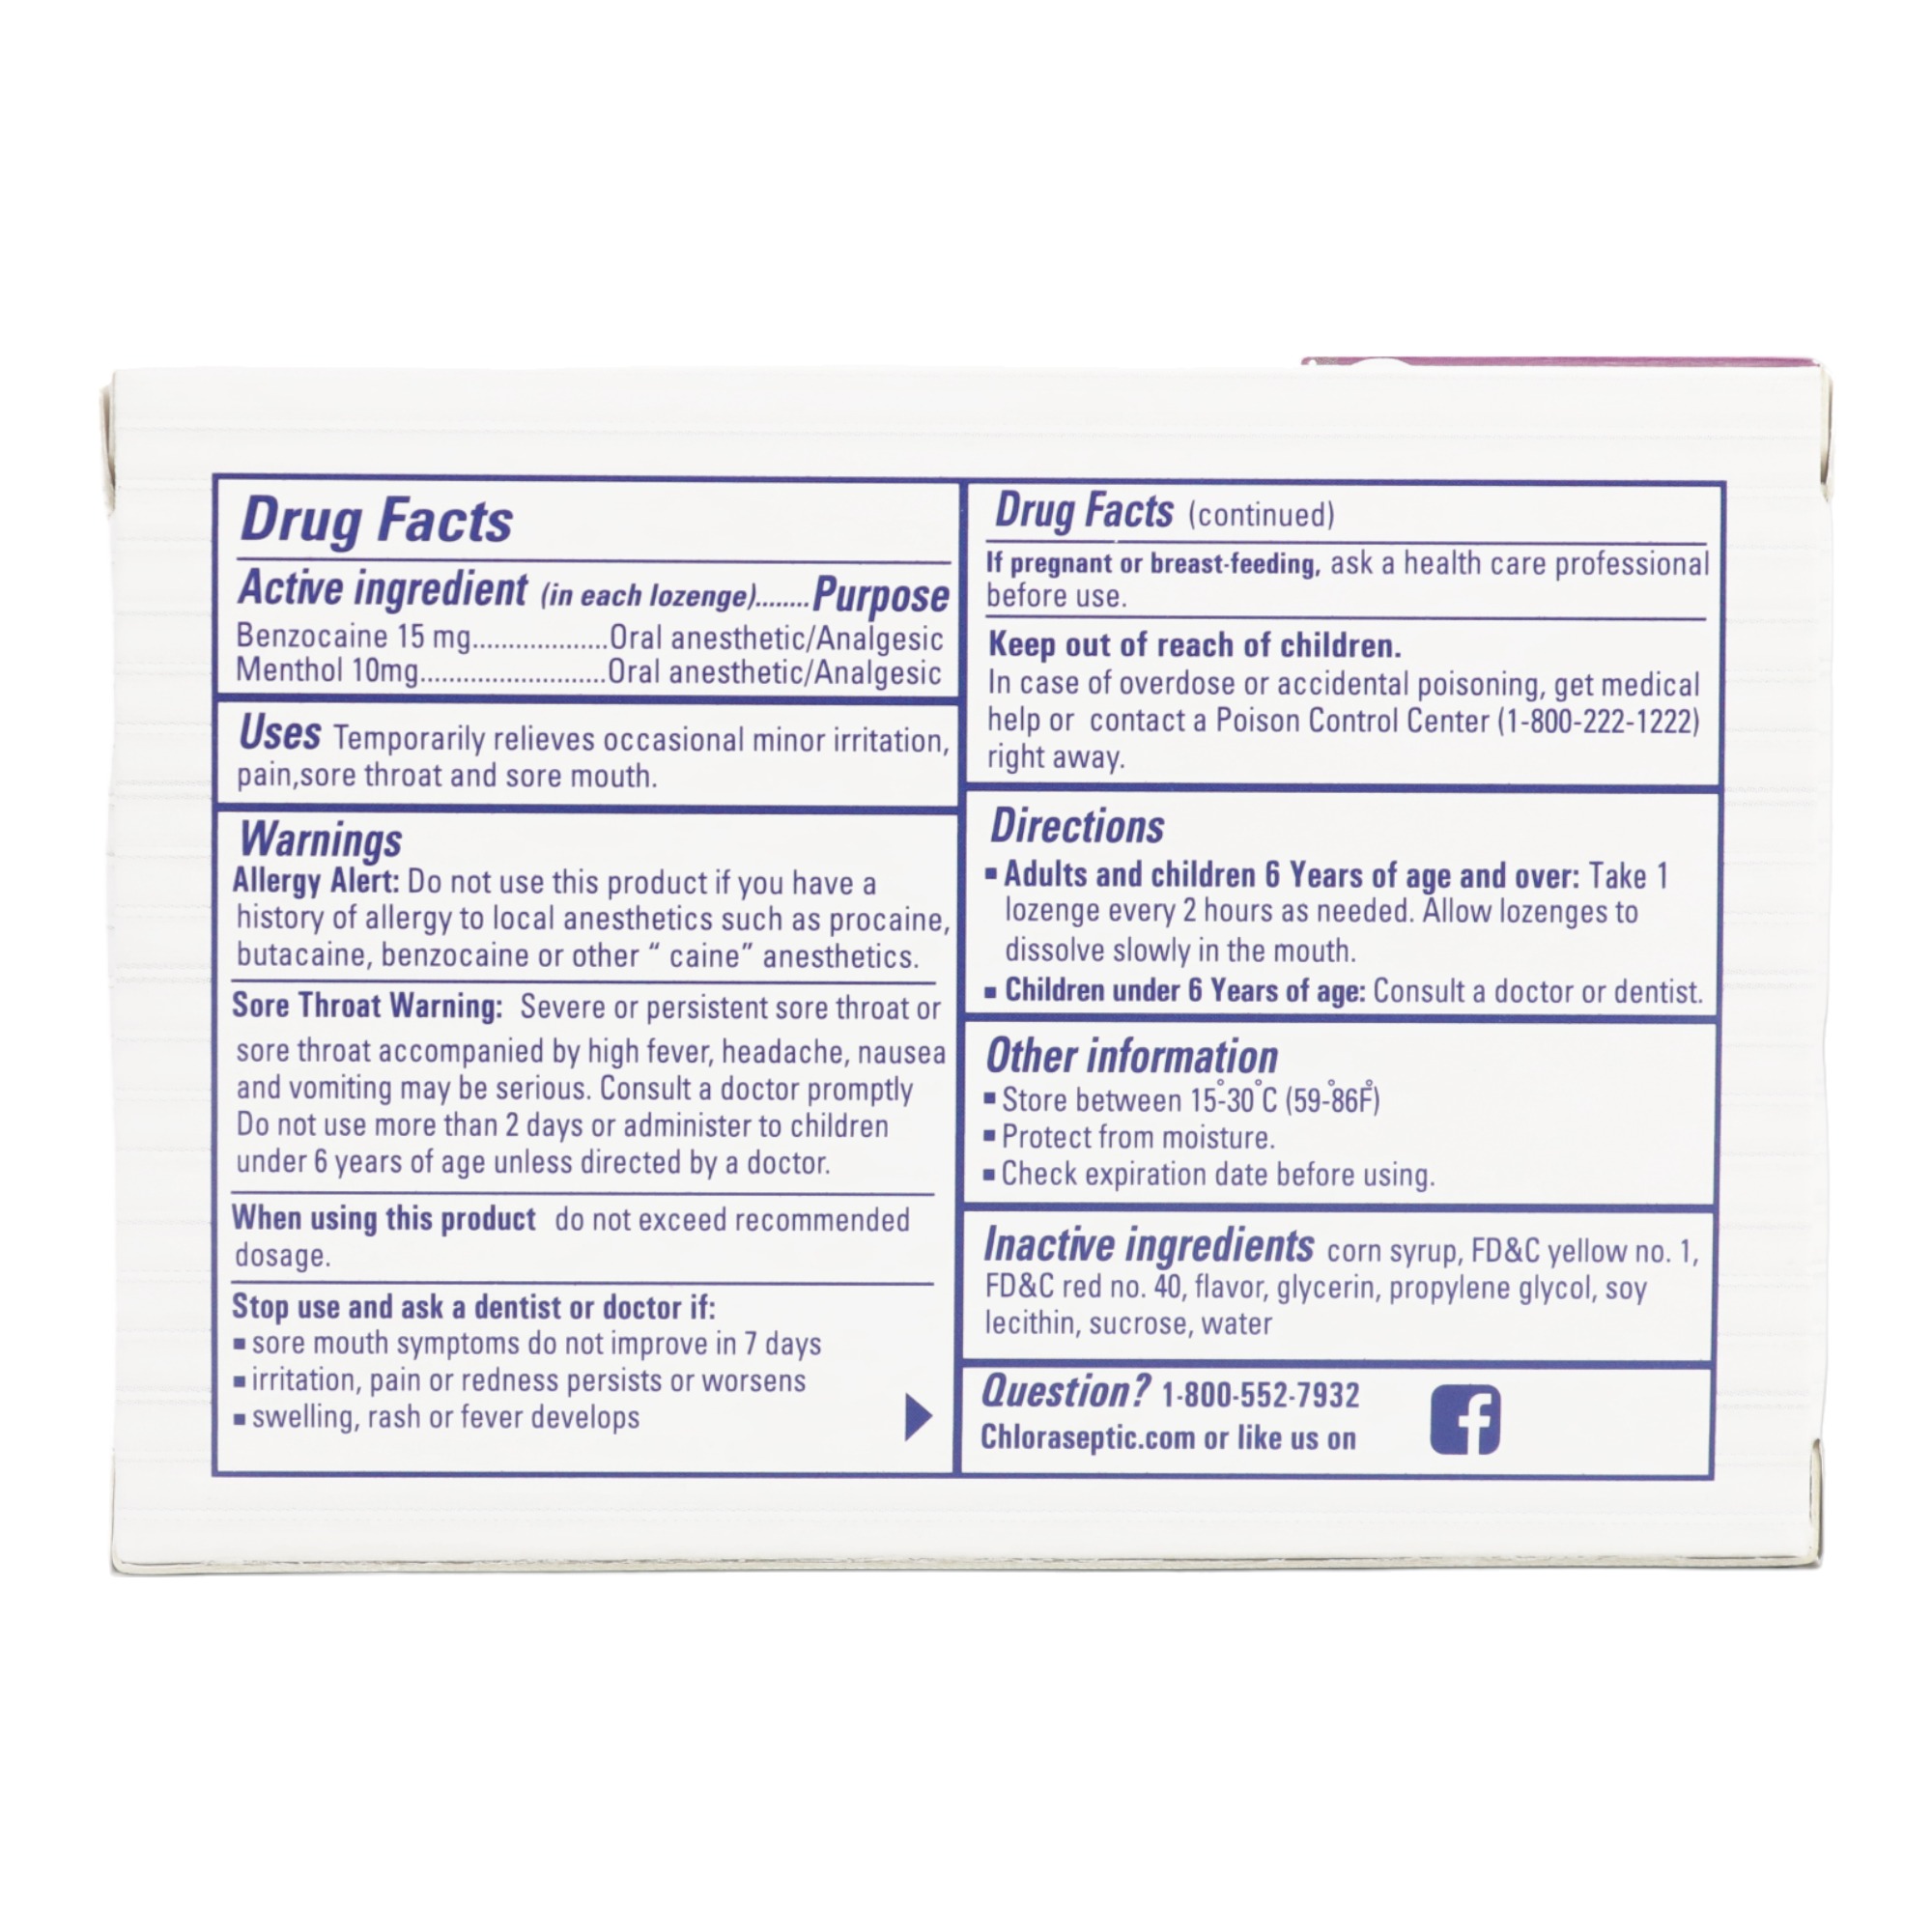 Drug Facts
Active ingredient (in each lozenge)........Purpose
Benzocaine 15 mg...................Oral anesthetic/Analgesic
Menthol 10mg..........................Oral anesthetic/Analgesic
Uses Temporarily relieves occasional minor irritation,
pain,sore throat and sore mouth.
Warnings
Allergy Alert: Do not use this product if you have a
history of allergy to local anesthetics such as procaine,
butacaine, benzocaine or other “ caine” anesthetics.
Sore Throat Warning: Severe or persistent sore throat or
sore throat accompanied by high fever, headache, nausea
and vomiting may be serious. Consult a doctor promptly
Do not use more than 2 days or administer to children
under 6 years of age unless directed by a doctor.
When using this product do not exceed recommended
dosage.
Stop use and ask a dentist or doctor if:
▪ sore mouth symptoms do not improve in 7 days
▪ irritation, pain or redness persists or worsens
▪ swelling, rash or fever develops
Drug Facts (continued)
If pregnant or breast-feeding, ask a health care professional
before use.
Keep out of reach of children.
In case of overdose or accidental poisoning, get medical
help or contact a Poison Control Center (1-800-222-1222)
right away.
Directions
▪ Adults and children 6 Years of age and over: Take 1
lozenge every 2 hours as needed. Allow lozenges to
dissolve slowly in the mouth.
▪ Children under 6 Years of age: Consult a doctor or dentist.
Other information
▪ Store between 15°-30°C (59°-86°F)
▪ Protect from moisture.
▪ Check expiration date before using.
Inactive ingredients corn syrup, FD&C yellow no. 1,
FD&C red no. 40, flavor, glycerin, propylene glycol, soy
lecithin, sucrose, water
Question? 1-800-552-7932
Chloraseptic.com or like us on f